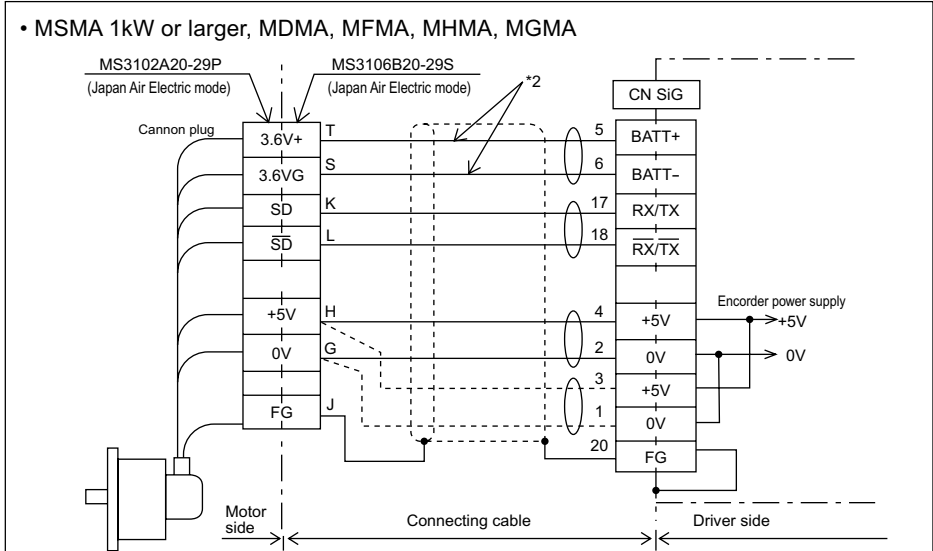 • MSMA 1kW or larger, MDMA, MFMA, MHMA, MGMA
MS3102A20-29P
(Japan Air Electric mode)
MS3106B20-29S
(Japan Air Electric mode)
*2
CN SiG
Cannon plug
3.6V+ T 5 BATT+
3.6VG S 6 BATT−
SD K 17 RX/TX
S̅D̅ L 18 R̅X̅/T̅X̅
Encorder power supply
+5V H 4 +5V +5V
0V G 2 0V 0V
3 +5V
1 0V
FG J 20 FG
Motor
side
Connecting cable
Driver side